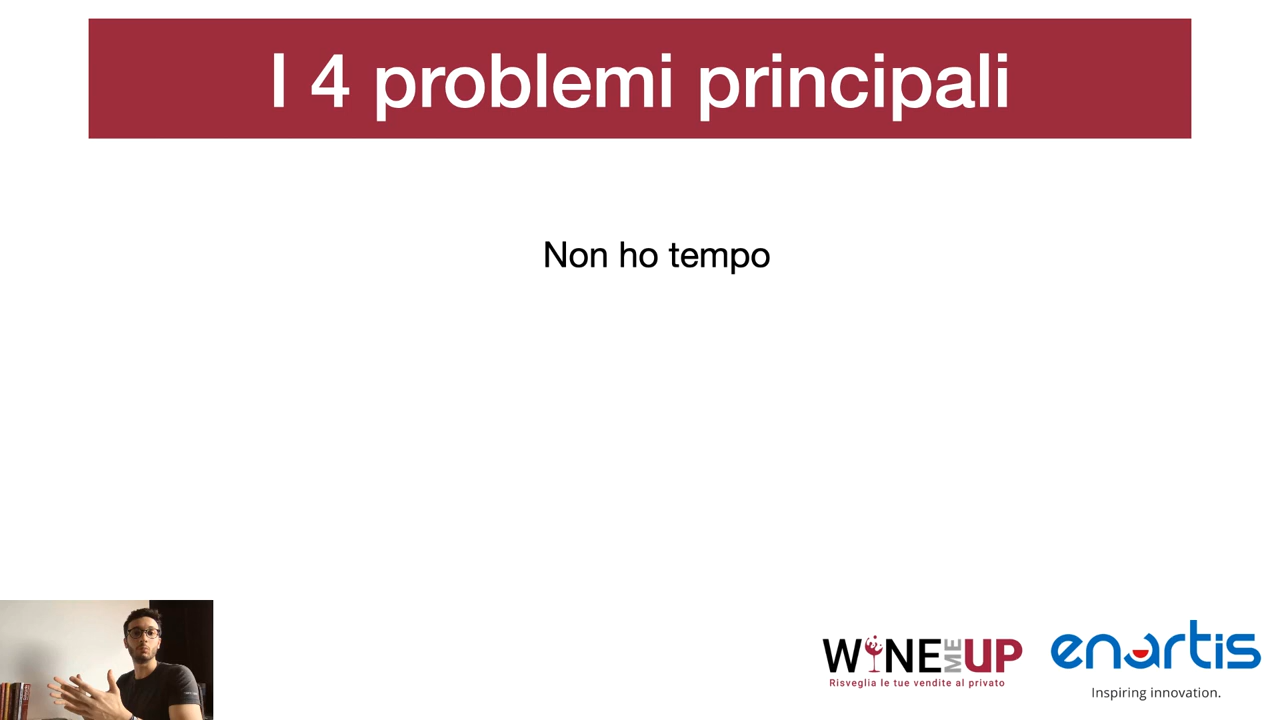 I 4 problemi principali
Non ho tempo
WINE ME UP
Risveglia le tue vendite al privato
enartis
Inspiring innovation.